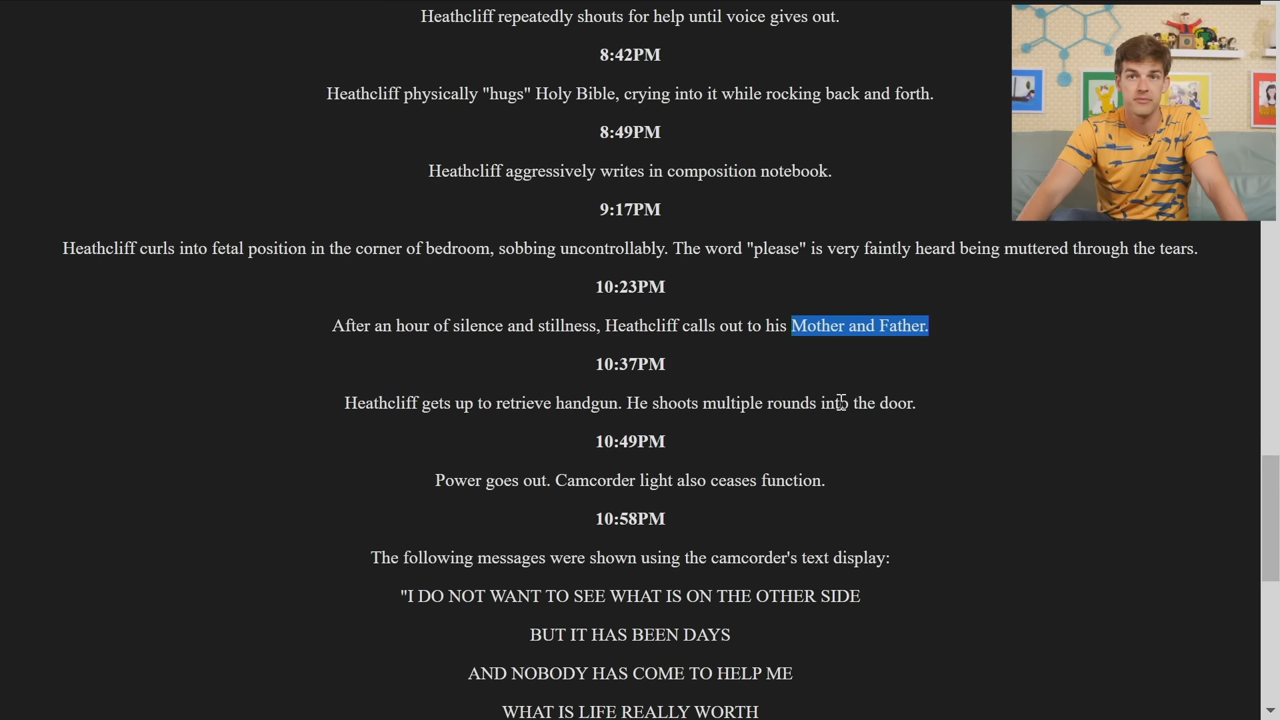 Heathcliff repeatedly shouts for help until voice gives out.
8:42PM
Heathcliff physically "hugs" Holy Bible, crying into it while rocking back and forth.
8:49PM
Heathcliff aggressively writes in composition notebook.
9:17PM
Heathcliff curls into fetal position in the corner of bedroom, sobbing uncontrollably. The word "please" is very faintly heard being muttered through the tears.
10:23PM
After an hour of silence and stillness, Heathcliff calls out to his Mother and Father.
10:37PM
Heathcliff gets up to retrieve handgun. He shoots multiple rounds into the door.
10:49PM
Power goes out. Camcorder light also ceases function.
10:58PM
The following messages were shown using the camcorder's text display:
"I DO NOT WANT TO SEE WHAT IS ON THE OTHER SIDE
BUT IT HAS BEEN DAYS
AND NOBODY HAS COME TO HELP ME
WHAT IS LIFE REALLY WORTH